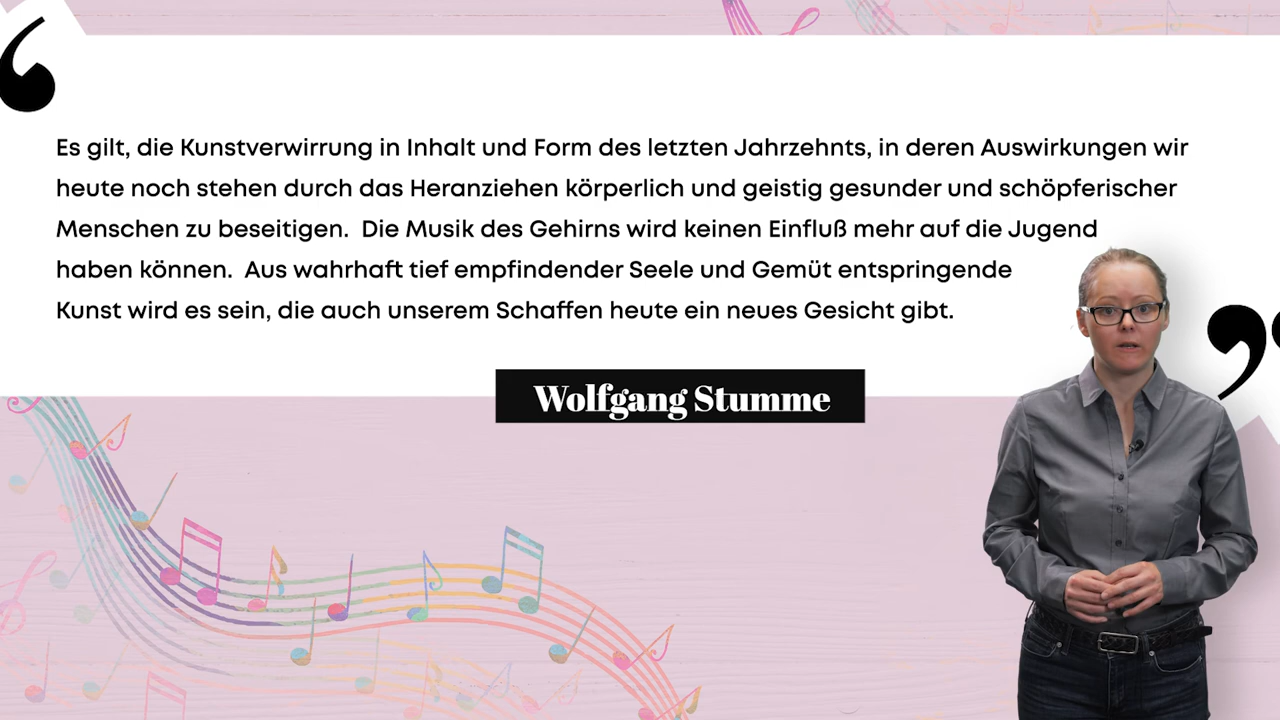 Es gilt, die Kunstverwirrung in Inhalt und Form des letzten Jahrzehnts, in deren Auswirkungen wir
heute noch stehen durch das Heranziehen körperlich und geistig gesunder und schöpferischer
Menschen zu beseitigen. Die Musik des Gehirns wird keinen Einfluß mehr auf die Jugend
haben können. Aus wahrhaft tief empfindender Seele und Gemüt entspringende
Kunst wird es sein, die auch unserem Schaffen heute ein neues Gesicht gibt.
Wolfgang Stumme